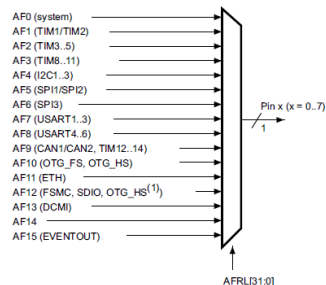 AF0 (system)
AF1 (TIM1/TIM2)
AF2 (TIM3..5)
AF3 (TIM8..11)
AF4 (I2C1..3)
AF5 (SPI1/SPI2)
AF6 (SPI3)
AF7 (USART1..3)
AF8 (USART4..6)
AF9 (CAN1/CAN2, TIM12..14)
AF10 (OTG_FS, OTG_HS)
AF11 (ETH)
AF12 (FSMC, SDIO, OTG_HS(1))
AF13 (DCMI)
AF14
AF15 (EVENTOUT)
Pin x (x = 0..7)
1
AFRL[31:0]